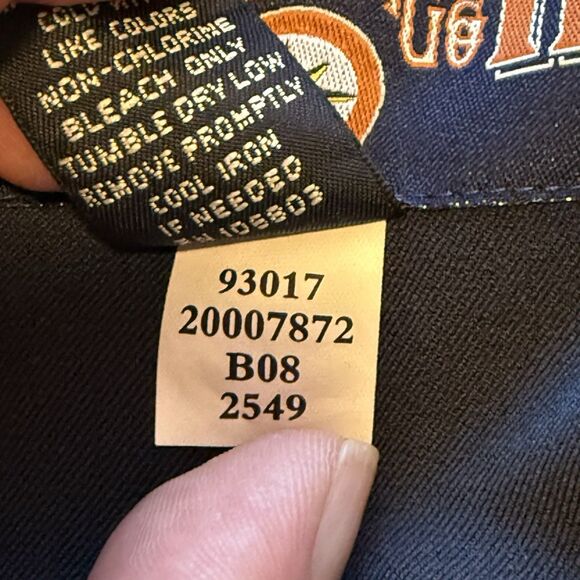 LIKE COLORS
NON-CHLORINE
BLEACH ONLY
TUMBLE DRY LOW
REMOVE PROMPTLY
COOL IRON
IF NEEDED
93017
20007872
B08
2549